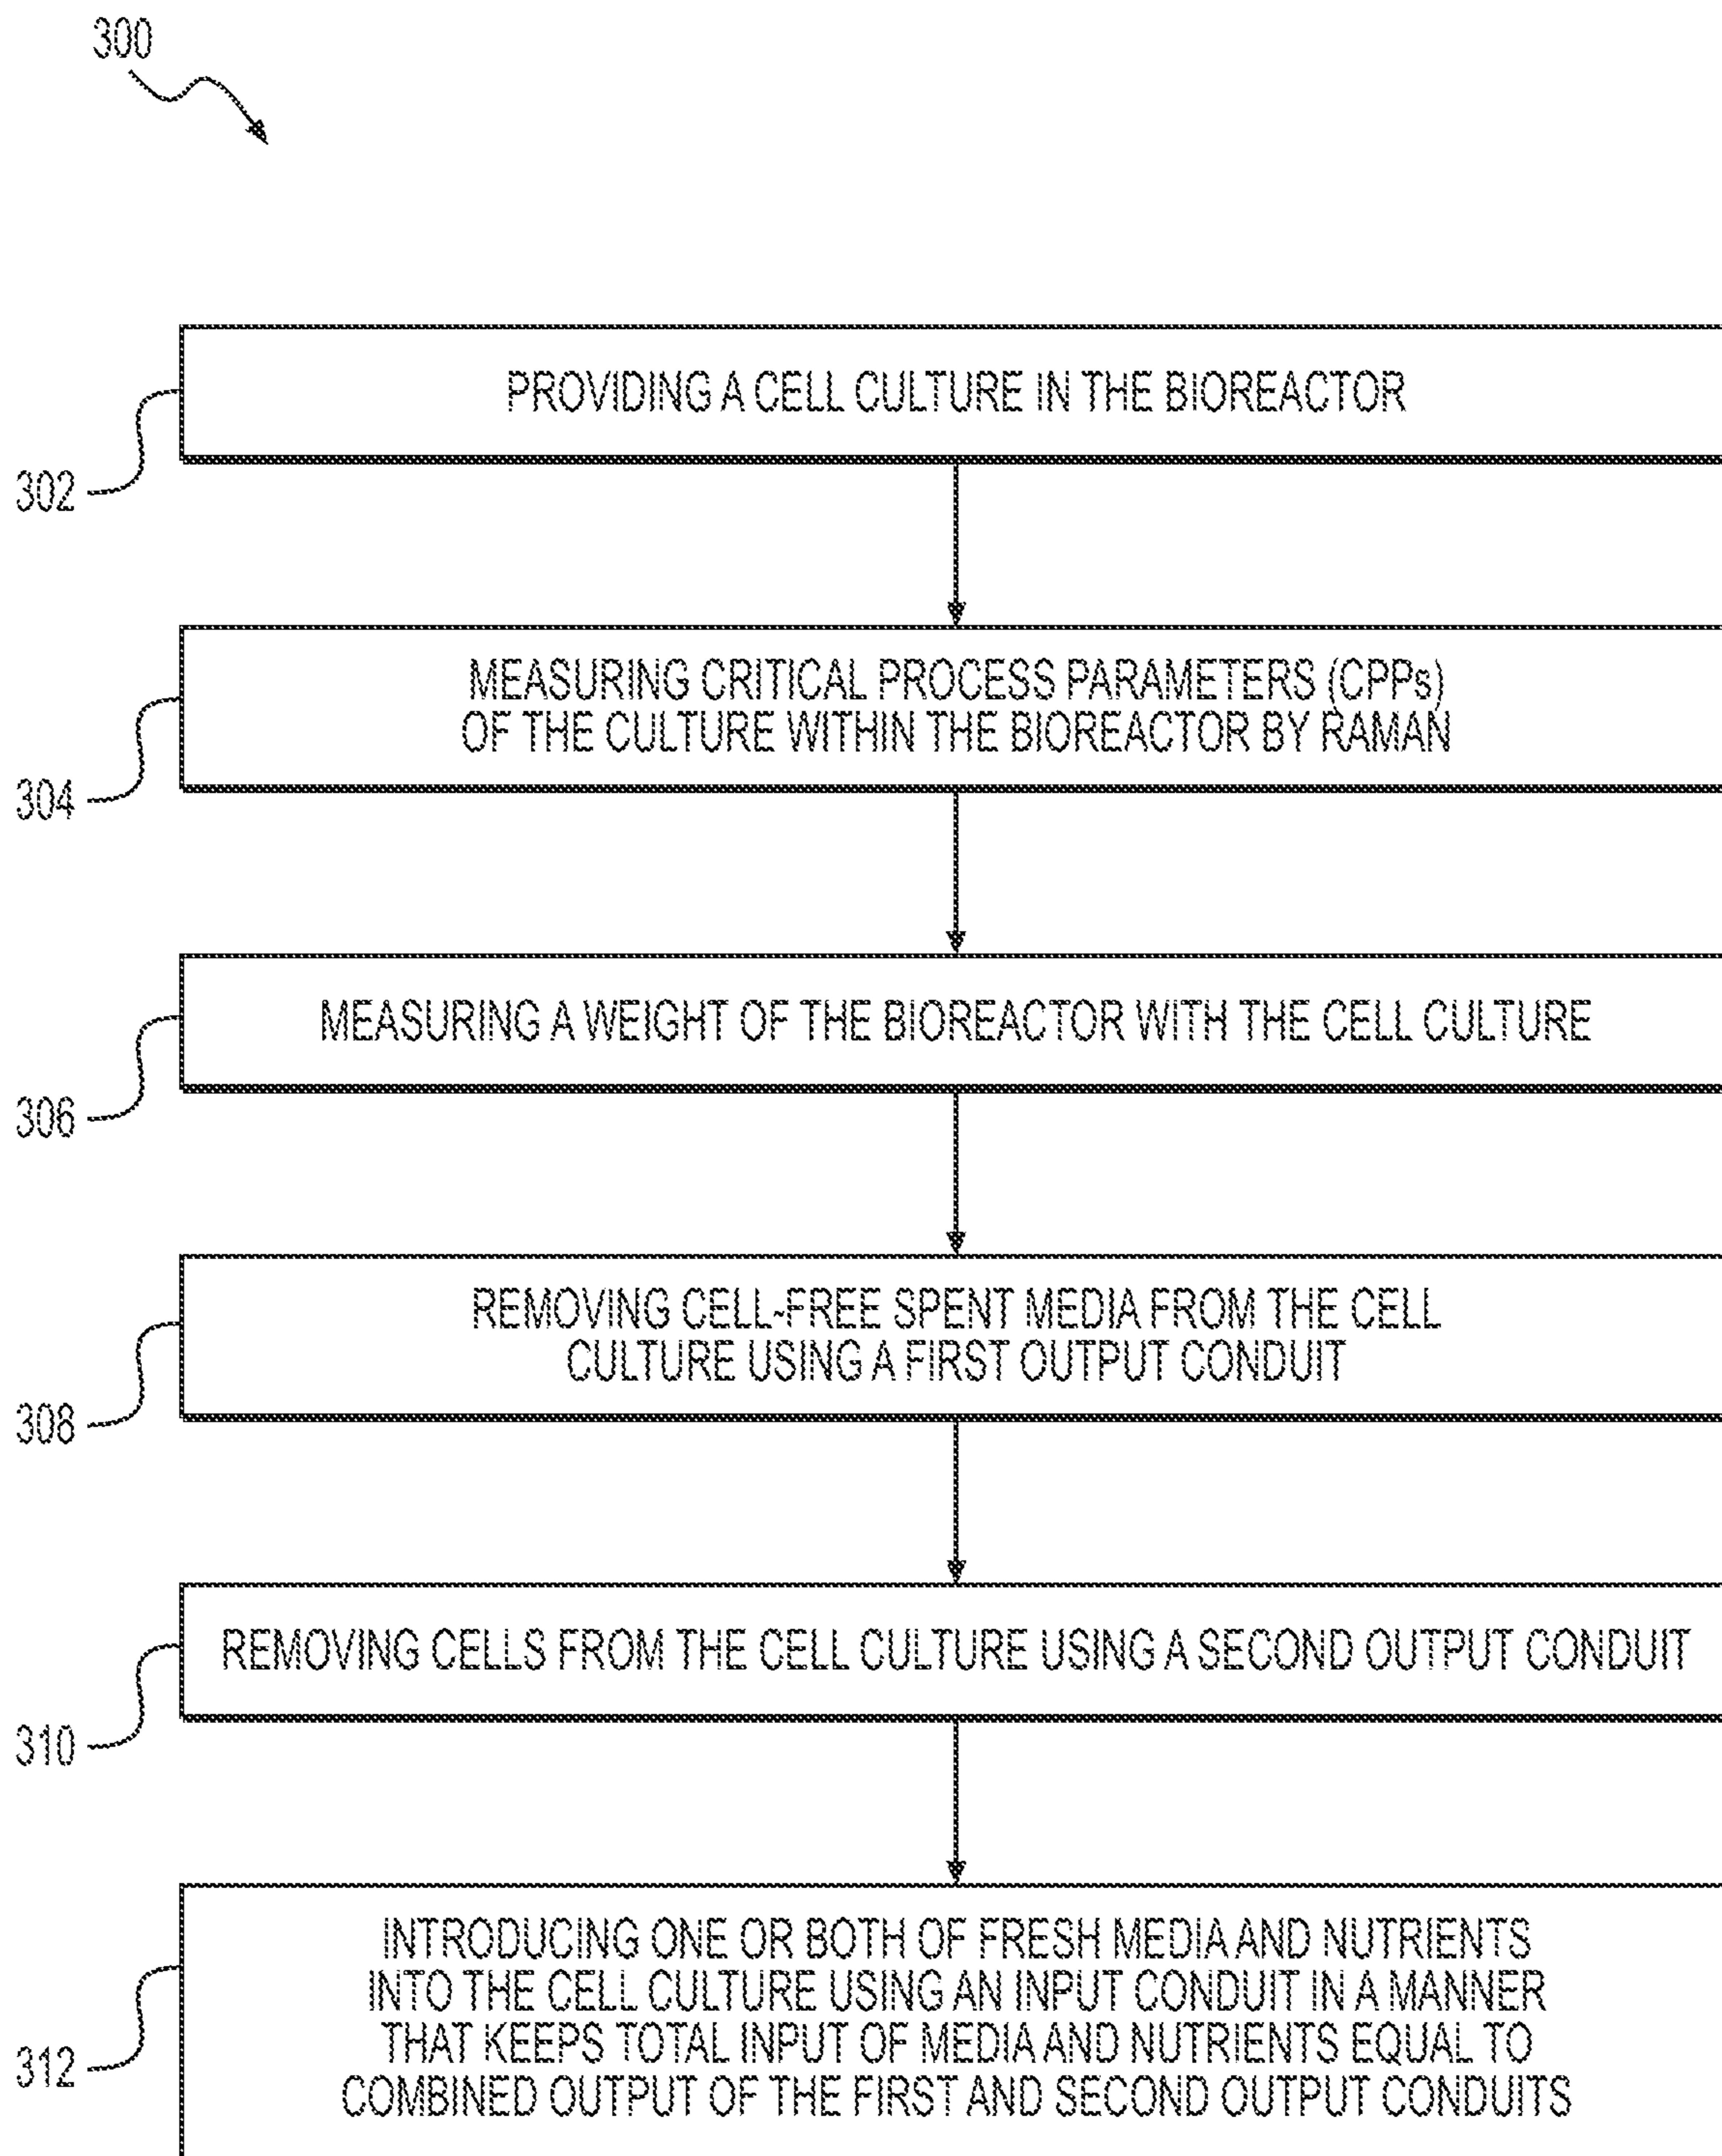 300
PROVIDING A CELL CULTURE IN THE BIOREACTOR
302
MEASURING CRITICAL PROCESS PARAMETERS (CPPs)
OF THE CULTURE WITHIN THE BIOREACTOR BY RAMAN
304
MEASURING A WEIGHT OF THE BIOREACTOR WITH THE CELL CULTURE
306
REMOVING CELL-FREE SPENT MEDIA FROM THE CELL
CULTURE USING A FIRST OUTPUT CONDUIT
308
REMOVING CELLS FROM THE CELL CULTURE USING A SECOND OUTPUT CONDUIT
310
INTRODUCING ONE OR BOTH OF FRESH MEDIA AND NUTRIENTS
INTO THE CELL CULTURE USING AN INPUT CONDUIT IN A MANNER
THAT KEEPS TOTAL INPUT OF MEDIA AND NUTRIENTS EQUAL TO
COMBINED OUTPUT OF THE FIRST AND SECOND OUTPUT CONDUITS
312